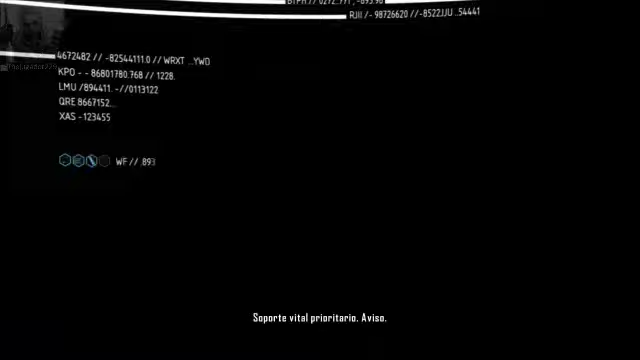 RJII /- 98726620 //-8522JJU ..54441
4672482 // -82544111.0 // WRXT ...YWD
KPO - - 86801780.768 // 1228.
LMU /894411. -//0113122
QRE 8667152...
XAS -123455
WF // .893
Soporte vital prioritario. Aviso.